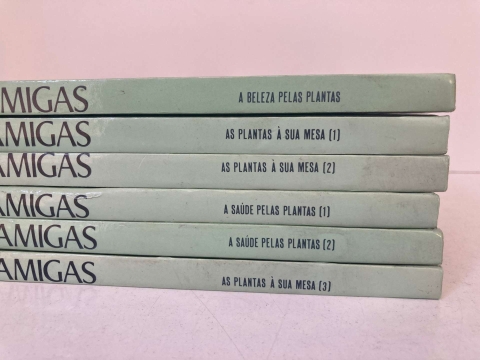 AMIGAS A BELEZA PELAS PLANTAS
AMIGAS AS PLANTAS À SUA MESA (1)
AMIGAS AS PLANTAS À SUA MESA (2)
AMIGAS A SAÚDE PELAS PLANTAS (1)
AMIGAS A SAÚDE PELAS PLANTAS (2)
AMIGAS AS PLANTAS À SUA MESA (3)